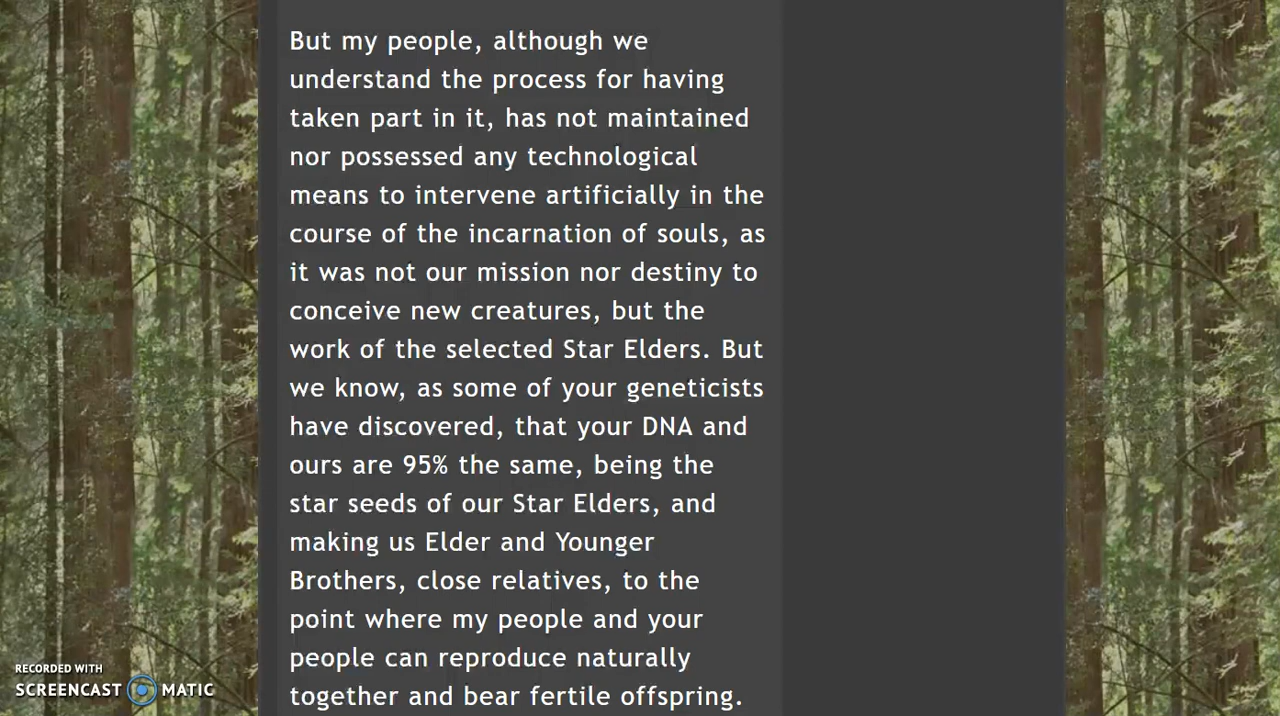 But my people, although we
understand the process for having
taken part in it, has not maintained
nor possessed any technological
means to intervene artificially in the
course of the incarnation of souls, as
it was not our mission nor destiny to
conceive new creatures, but the
work of the selected Star Elders. But
we know, as some of your geneticists
have discovered, that your DNA and
ours are 95% the same, being the
star seeds of our Star Elders, and
making us Elder and Younger
Brothers, close relatives, to the
point where my people and your
people can reproduce naturally
together and bear fertile offspring.
RECORDED WITH
SCREENCAST MATIC